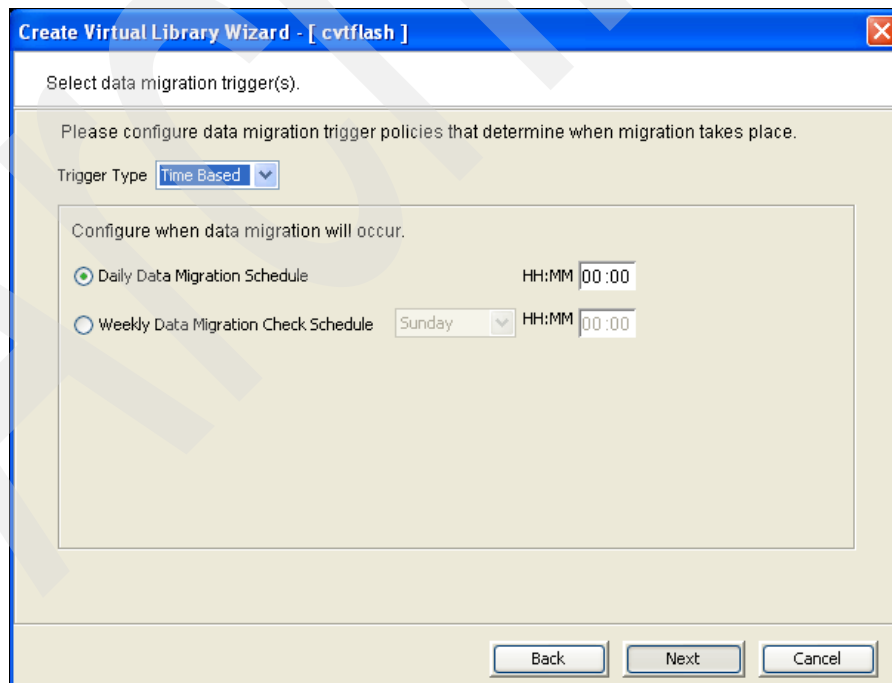 Create Virtual Library Wizard - [ cvtflash ]
Select data migration trigger(s).
Please configure data migration trigger policies that determine when migration takes place.
Trigger Type Time Based
Configure when data migration will occur.
Daily Data Migration Schedule HH:MM 00:00
Weekly Data Migration Check Schedule Sunday HH:MM 00:00
Back Next Cancel